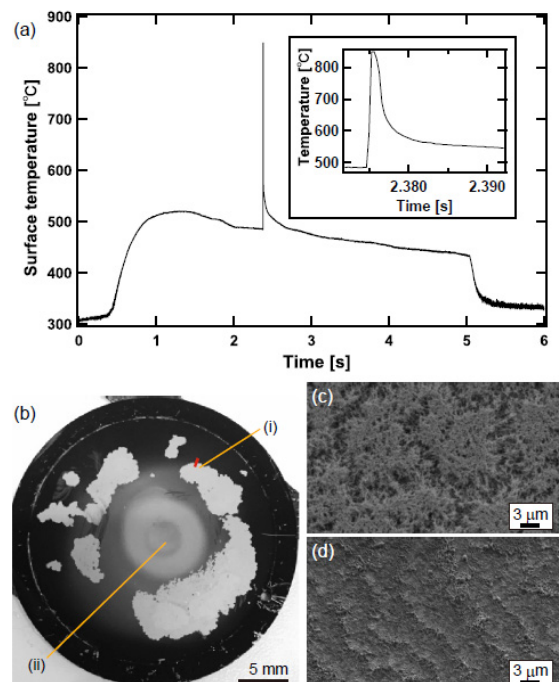 (a)
Surface temperature [℃]
900
800
700
600
500
400
300
0
1
2
3
4
5
6
Time [s]
Temperature [℃]
800
700
600
500
2.380
2.390
Time [s]
(b)
(i)
(ii)
5 mm
(c)
3 μm
(d)
3 μm